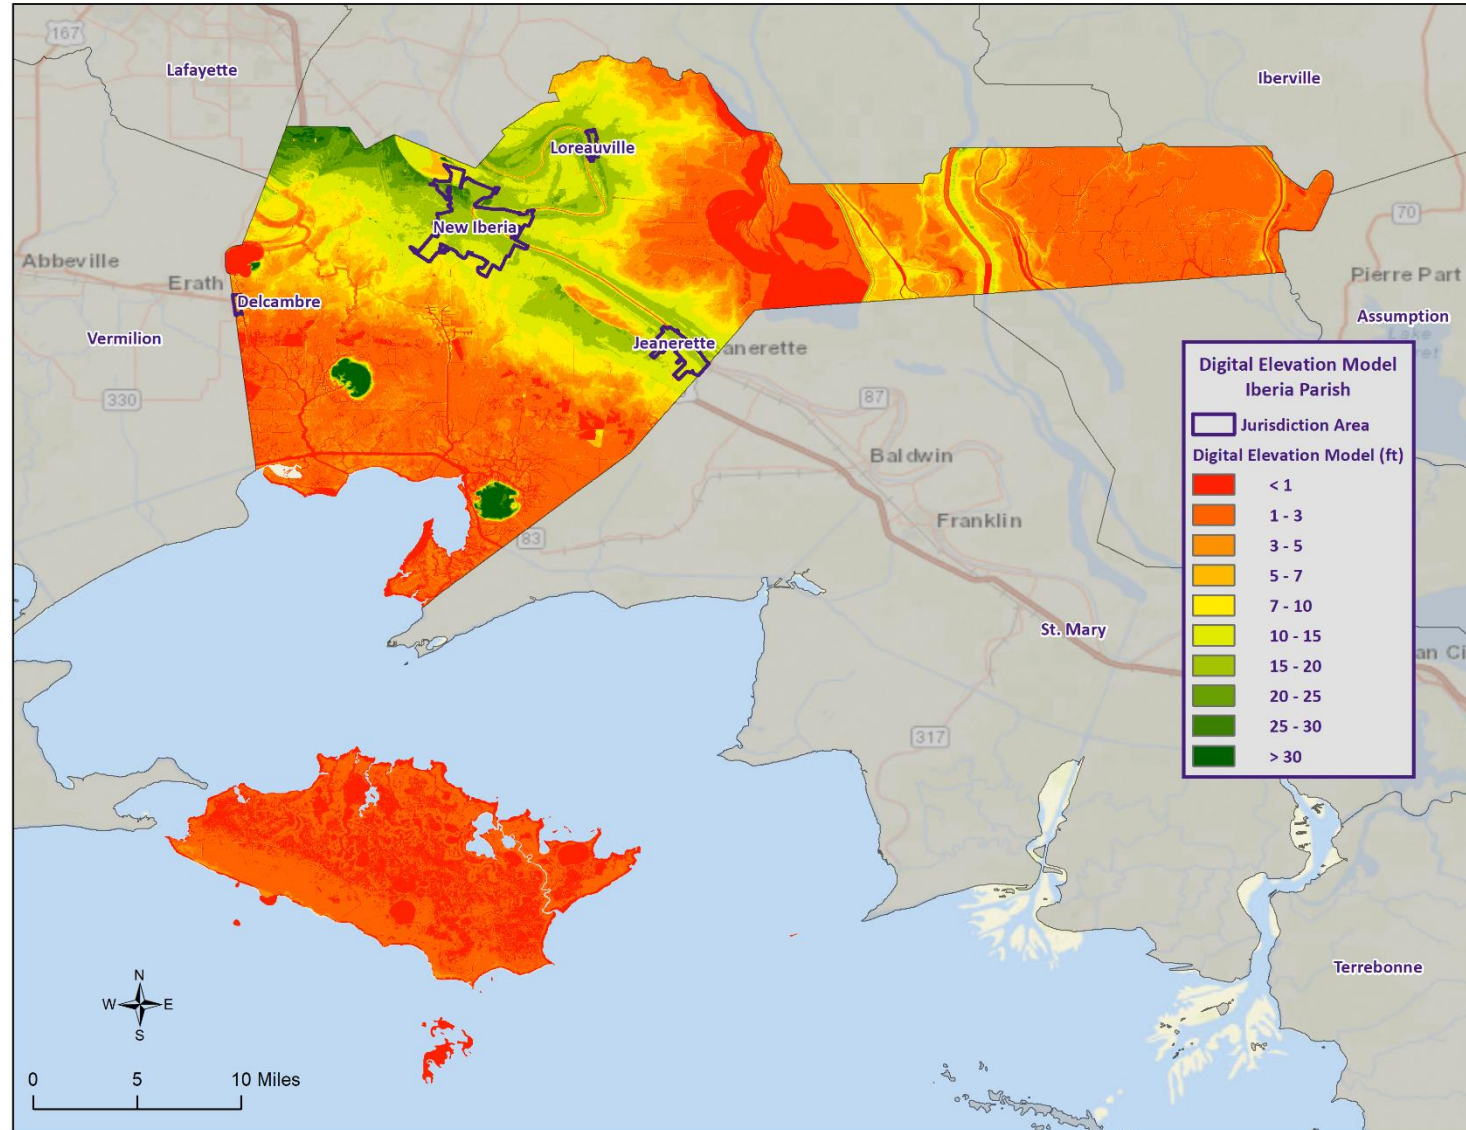 167
Lafayette
Iberville
Loreauville
70
New Iberia
Abbeville
Erath
Pierre Part
Delcambre
Assumption
Vermilion
Jeanerette
anerette
330
87
Baldwin
Franklin
83
St. Mary
an Ci
317
Terrebonne
Digital Elevation Model
Iberia Parish
Jurisdiction Area
Digital Elevation Model (ft)
< 1
1 - 3
3 - 5
5 - 7
7 - 10
10 - 15
15 - 20
20 - 25
25 - 30
> 30
N
W E
S
0 5 10 Miles